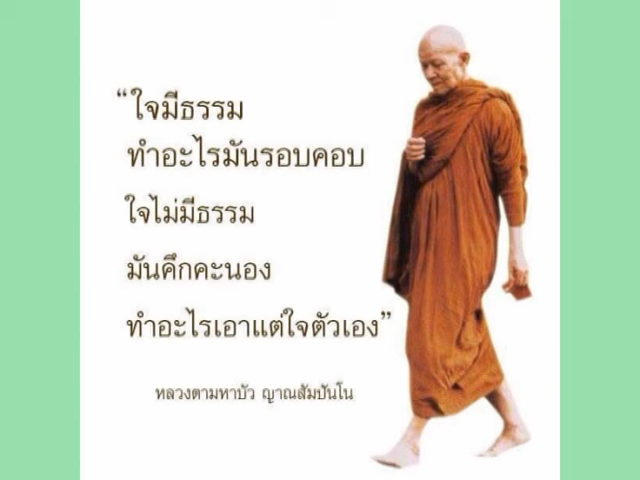 “ใจมีธรรม
ทำอะไรมันรอบคอบ
ใจไม่มีธรรม
มันคึกคะนอง
ทำอะไรเอาแต่ใจตัวเอง”
หลวงตามหาบัว ญาณสัมปันโน